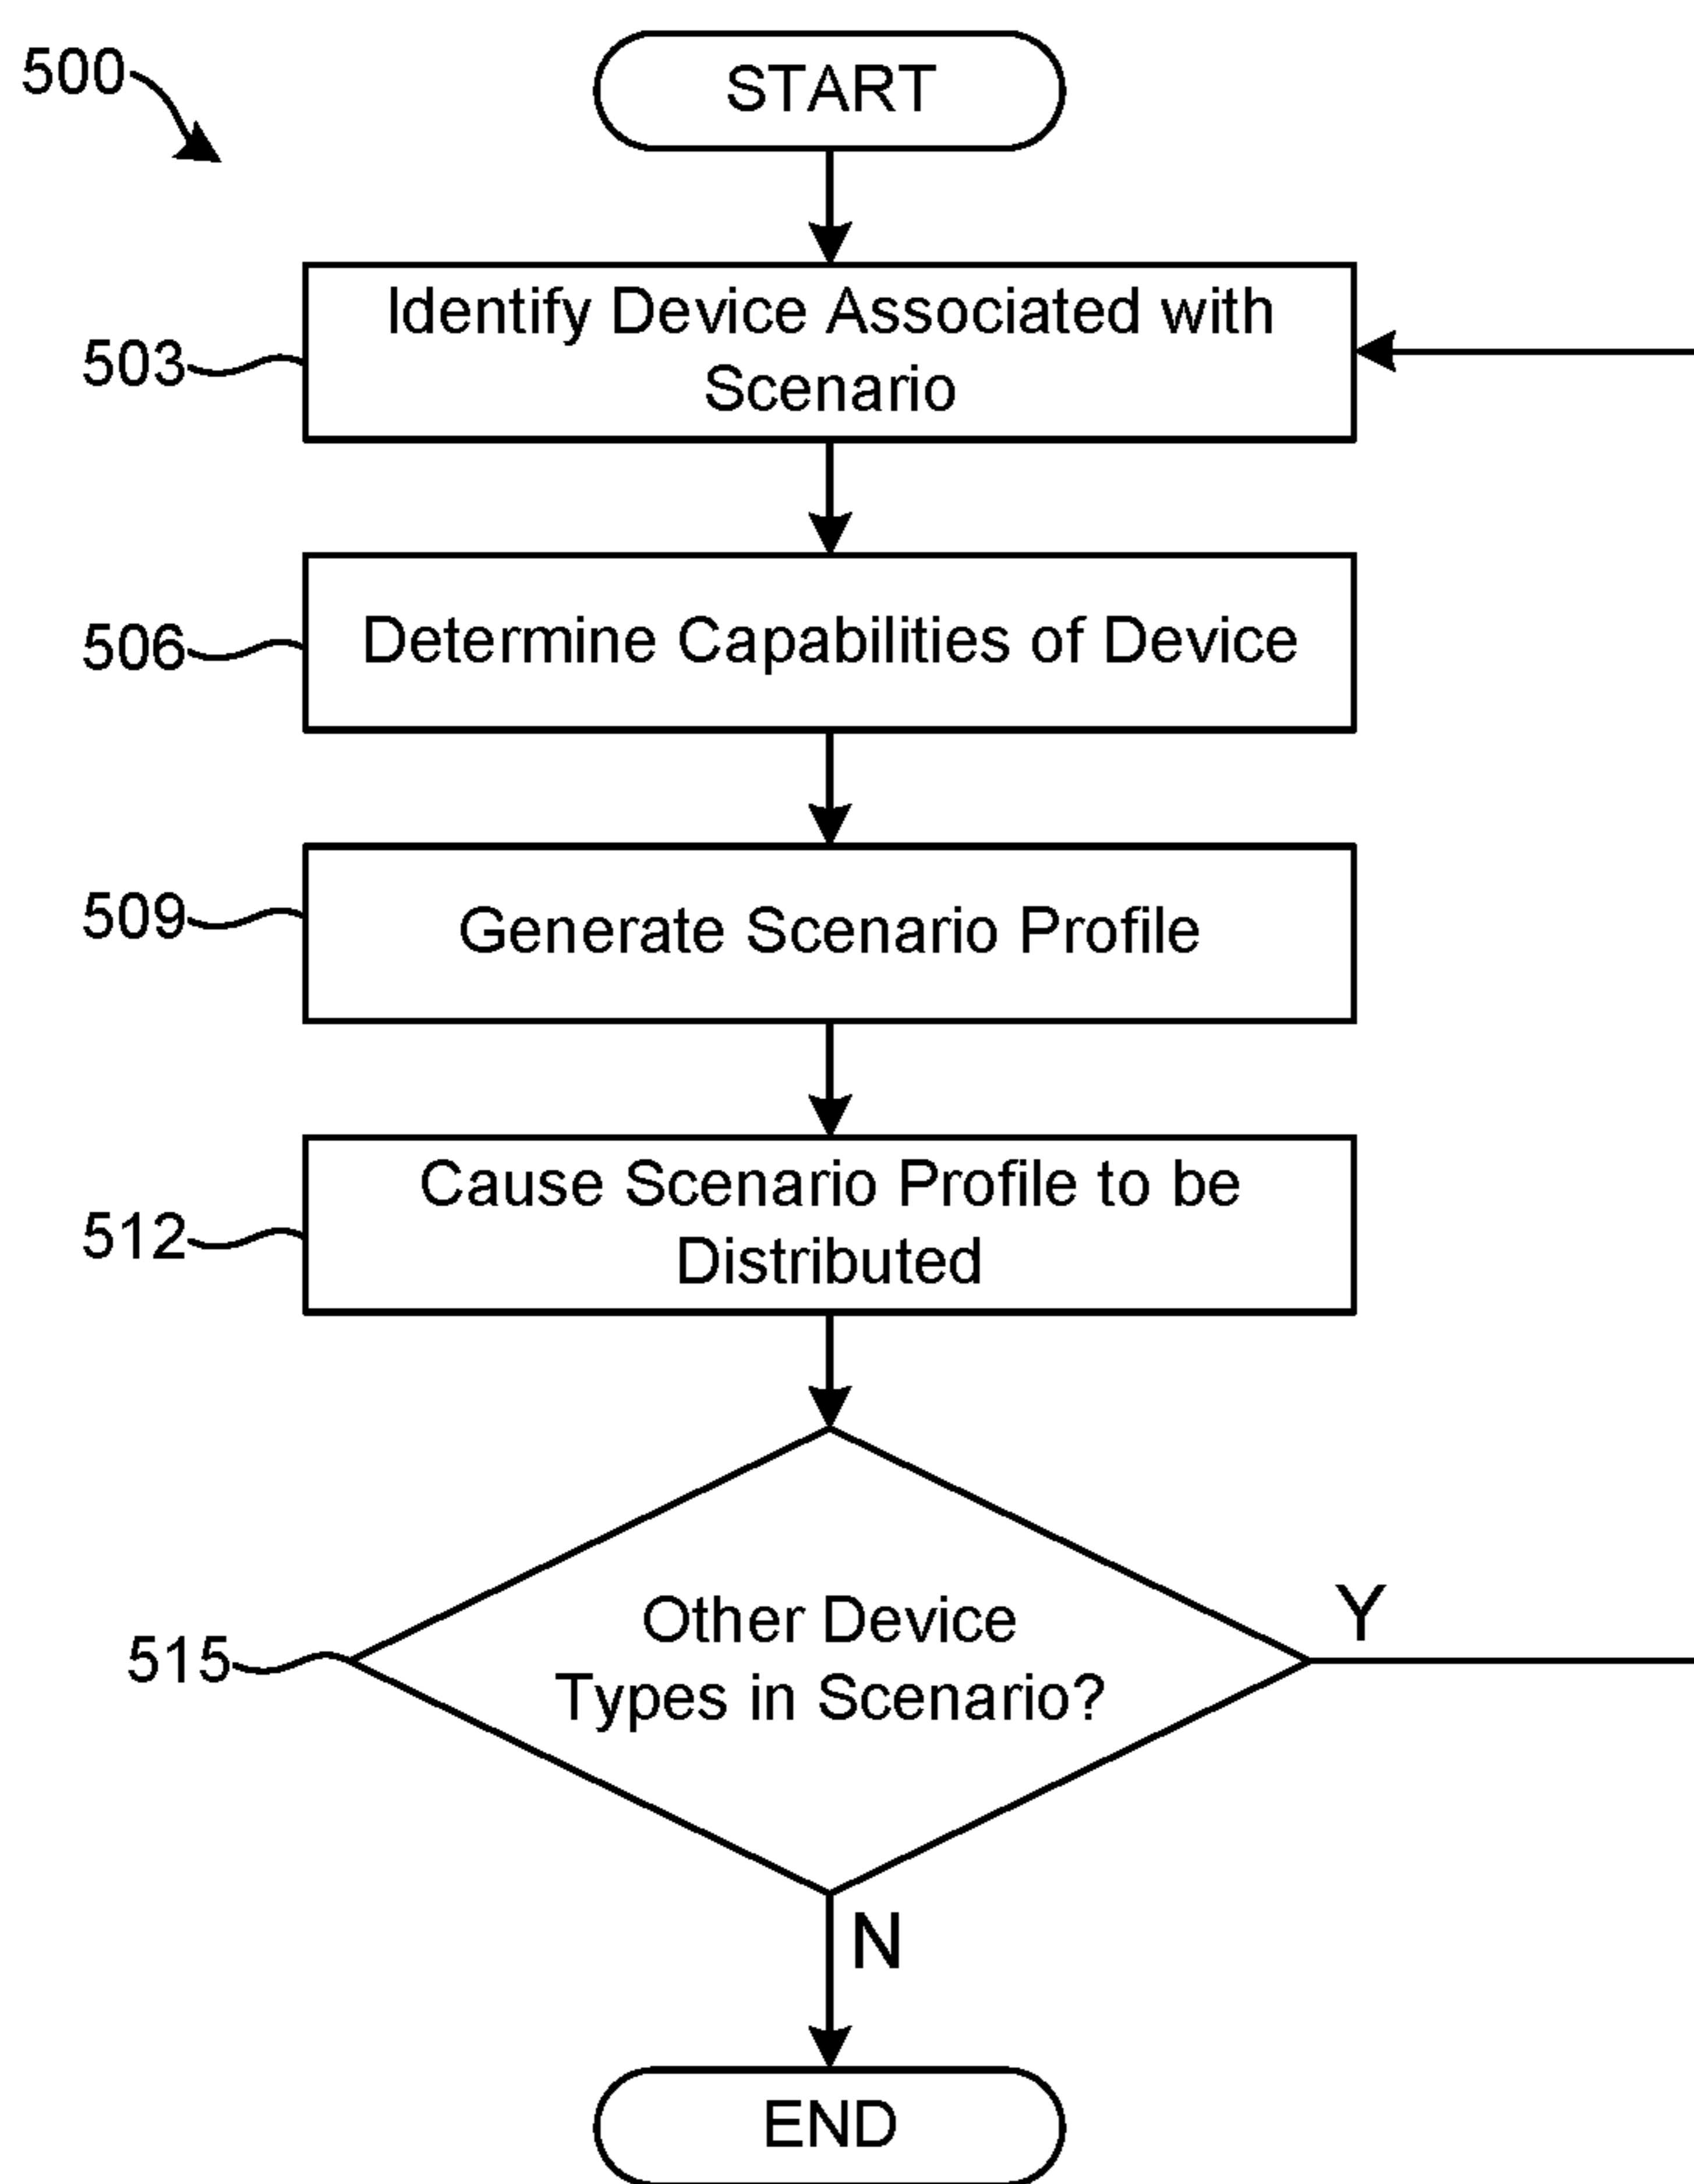 500
START
503
Identify Device Associated with
Scenario
506
Determine Capabilities of Device
509
Generate Scenario Profile
512
Cause Scenario Profile to be
Distributed
515
Other Device
Types in Scenario?
Y
N
END